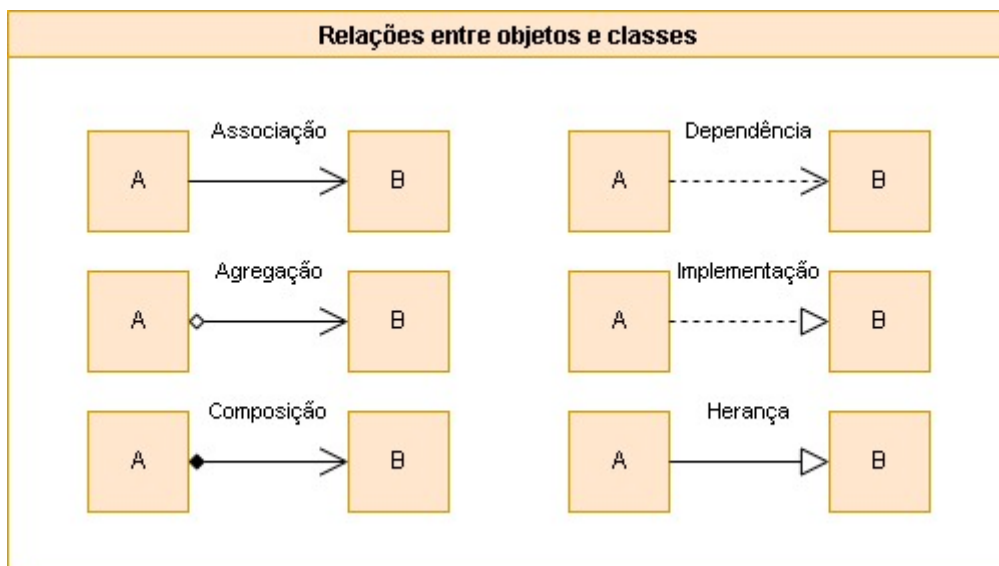 Relações entre objetos e classes
Associação
A
B
Dependência
A
B
Agregação
A
B
Implementação
A
B
Composição
A
B
Herança
A
B